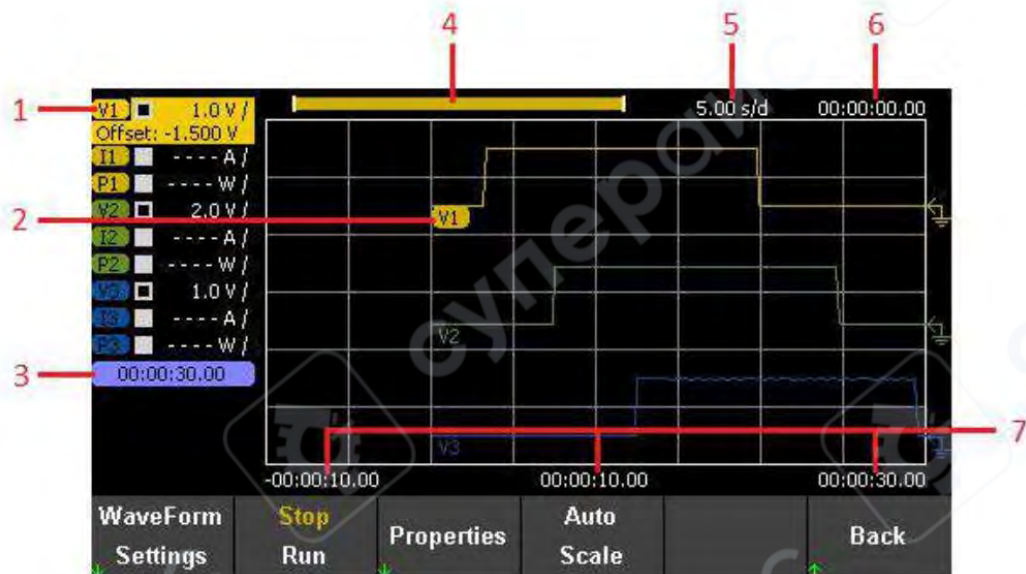 4 5 6
1 V1 1.0 V/ 5.00 s/d 00:00:00.00
Offset: -1.500 V
I1 ---- A/
P1 ---- W/
V2 2.0 V/
2 V1
I2 ---- A/
P2 ---- W/
V3 1.0 V/
I3 ---- A/
V2
P3 ---- W/
3 00:00:30.00
7
V3
-00:00:10.00 00:00:10.00 00:00:30.00
WaveForm Stop Auto
Properties Back
Settings Run Scale
суперайс